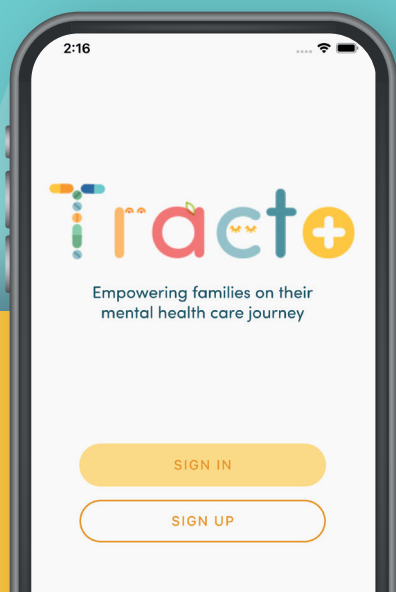 2:16
Tracto
Empowering families on their
mental health care journey
SIGN IN
SIGN UP